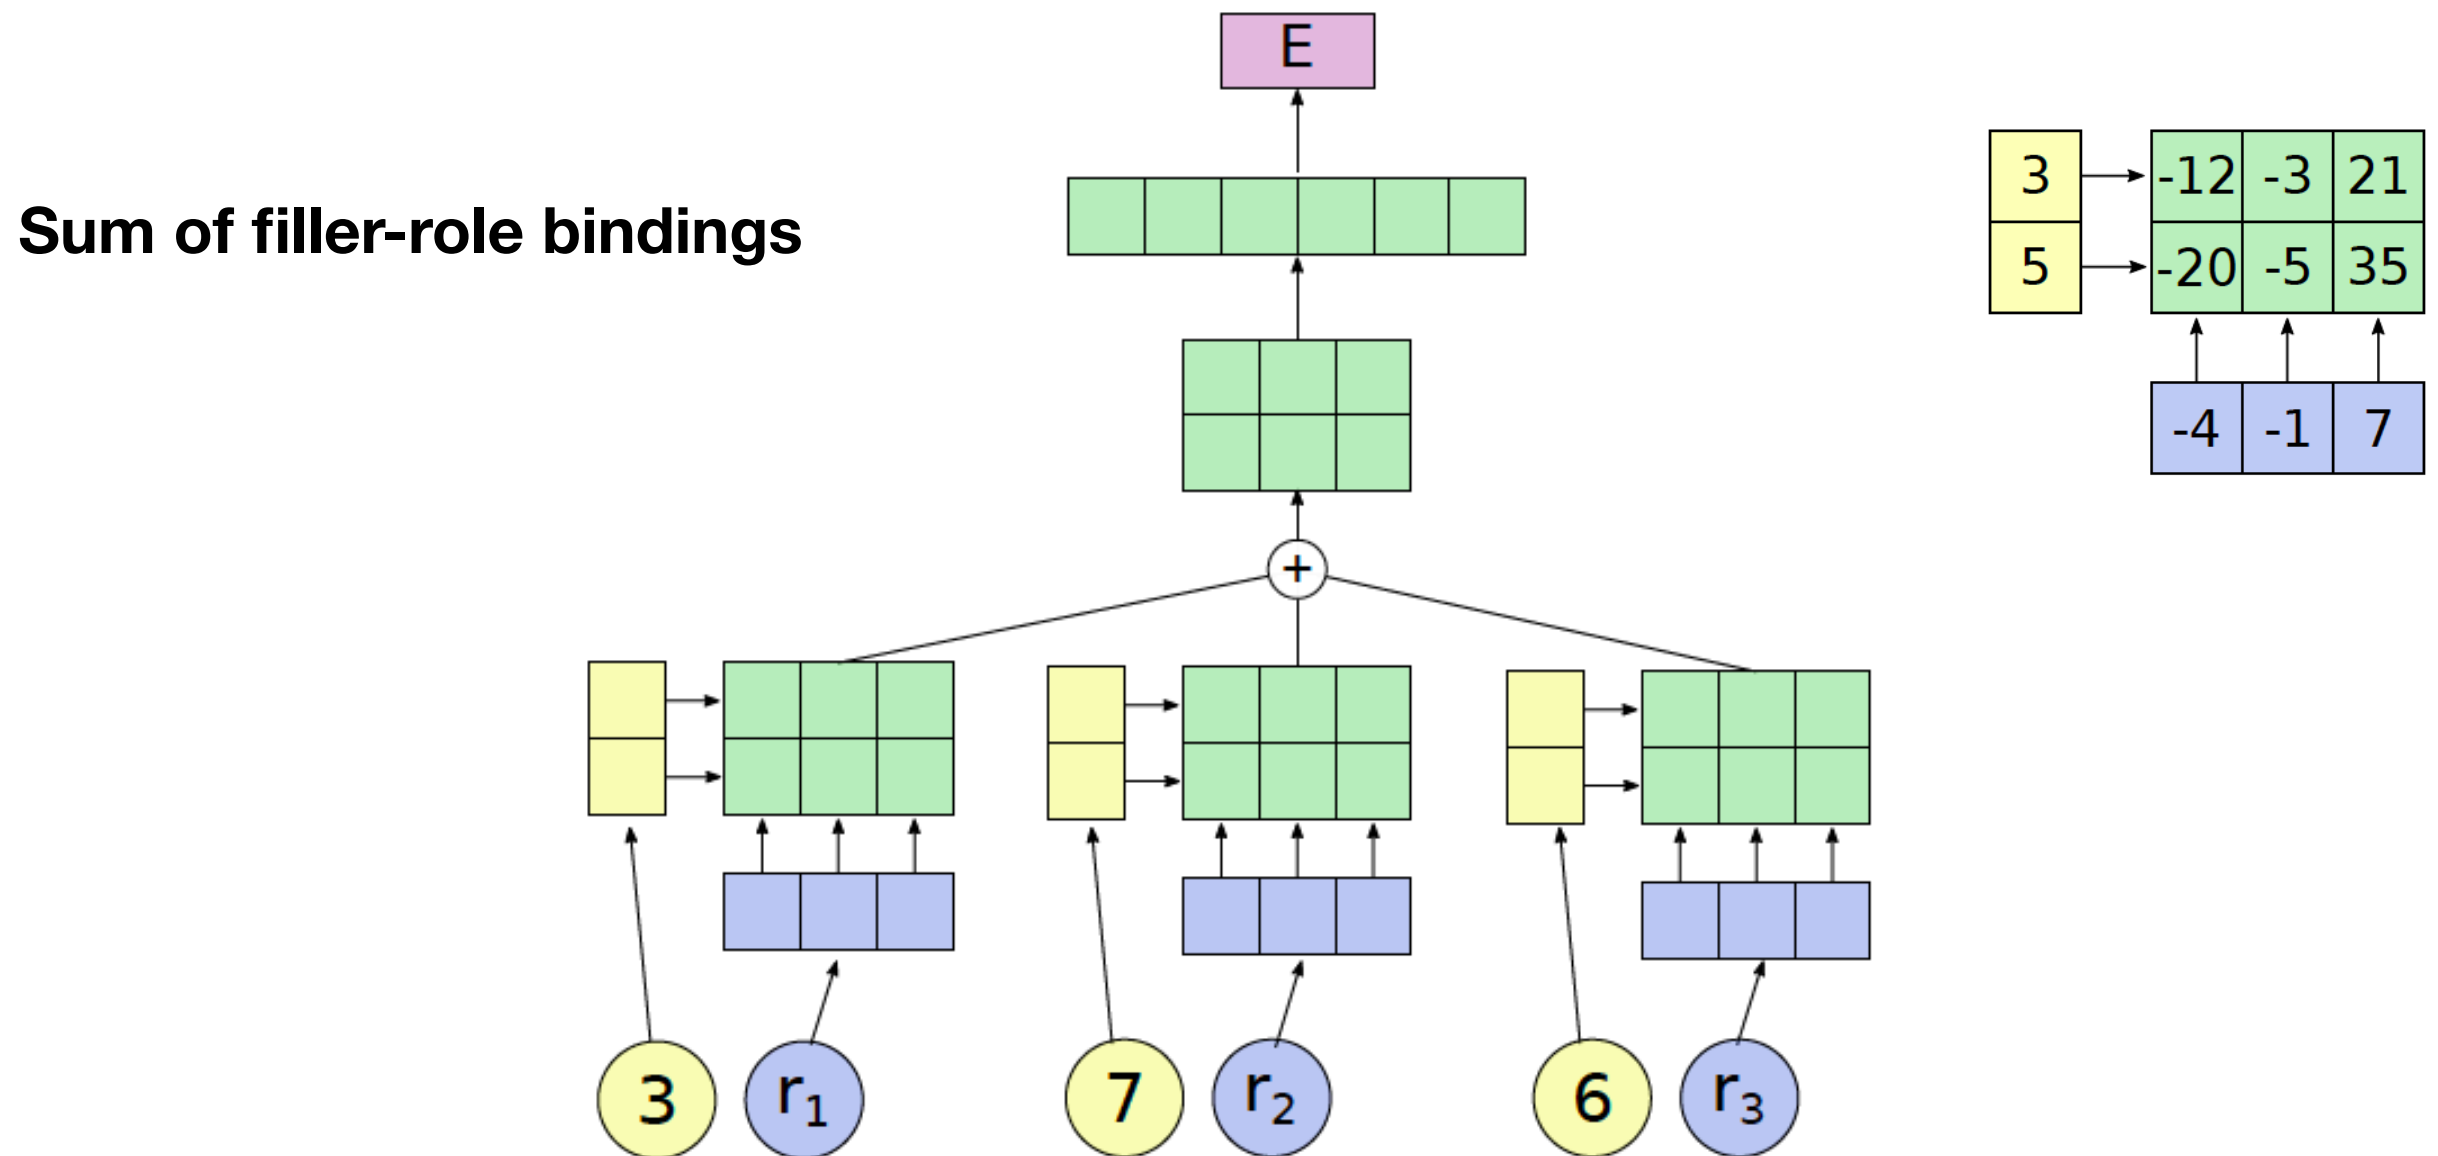 E
Sum of filler-role bindings
3 -12 -3 21
5 -20 -5 35
-4 -1 7
+
3 r₁ 7 r₂ 6 r₃